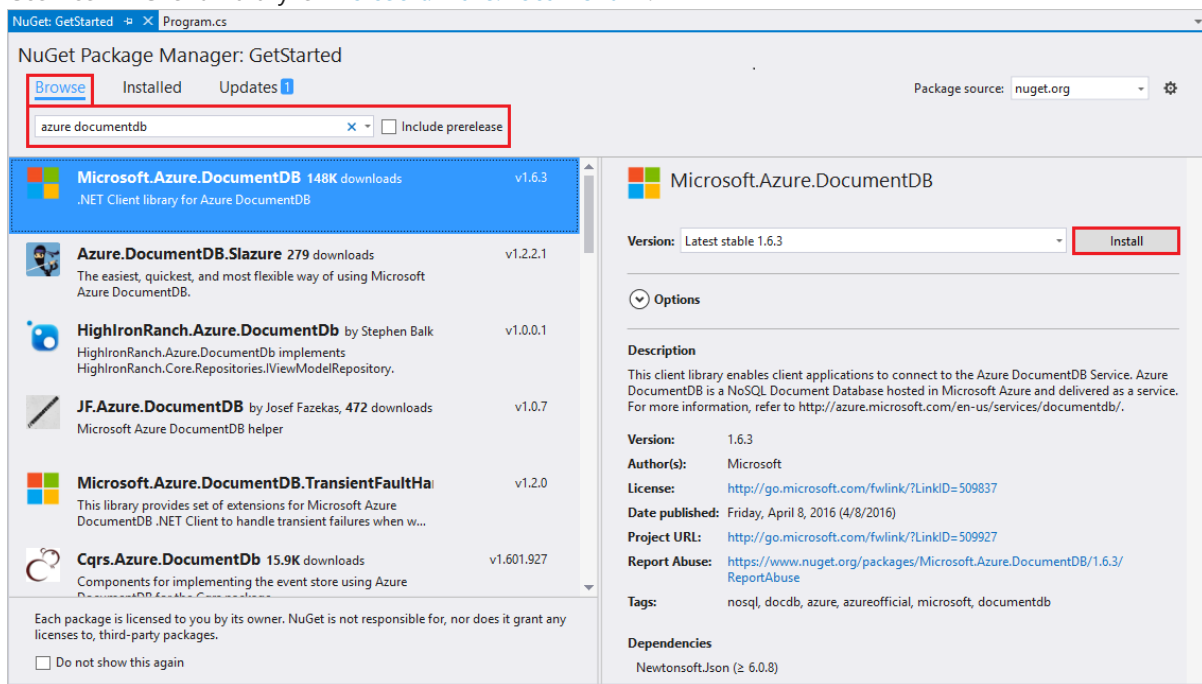 NuGet: GetStarted Program.cs
NuGet Package Manager: GetStarted
Browse Installed Updates 1
Package source: nuget.org
azure documentdb Include prerelease
Microsoft.Azure.DocumentDB 148K downloads v1.6.3
.NET Client library for Azure DocumentDB
Azure.DocumentDB.Slazure 279 downloads v1.2.2.1
The easiest, quickest, and most flexible way of using Microsoft
Azure DocumentDB.
HighIronRanch.Azure.DocumentDb by Stephen Balk v1.0.0.1
HighIronRanch.Azure.DocumentDb implements
HighIronRanch.Core.Repositories.IViewModelRepository.
JF.Azure.DocumentDB by Josef Fazekas, 472 downloads v1.0.7
Microsoft Azure DocumentDB helper
Microsoft.Azure.DocumentDB.TransientFaultHa v1.2.0
This library provides set of extensions for Microsoft Azure
DocumentDB .NET Client to handle transient failures when w...
Cqrs.Azure.DocumentDb 15.9K downloads v1.601.927
Components for implementing the event store using Azure
Each package is licensed to you by its owner. NuGet is not responsible for, nor does it grant any
licenses to, third-party packages.
Do not show this again
Microsoft.Azure.DocumentDB
Version: Latest stable 1.6.3 Install
Options
Description
This client library enables client applications to connect to the Azure DocumentDB Service. Azure
DocumentDB is a NoSQL Document Database hosted in Microsoft Azure and delivered as a service.
For more information, refer to http://azure.microsoft.com/en-us/services/documentdb/.
Version: 1.6.3
Author(s): Microsoft
License: http://go.microsoft.com/fwlink/?LinkID=509837
Date published: Friday, April 8, 2016 (4/8/2016)
Project URL: http://go.microsoft.com/fwlink/?LinkID=509927
Report Abuse: https://www.nuget.org/packages/Microsoft.Azure.DocumentDB/1.6.3/
ReportAbuse
Tags: nosql, docdb, azure, azureofficial, microsoft, documentdb
Dependencies
Newtonsoft.Json (≥ 6.0.8)